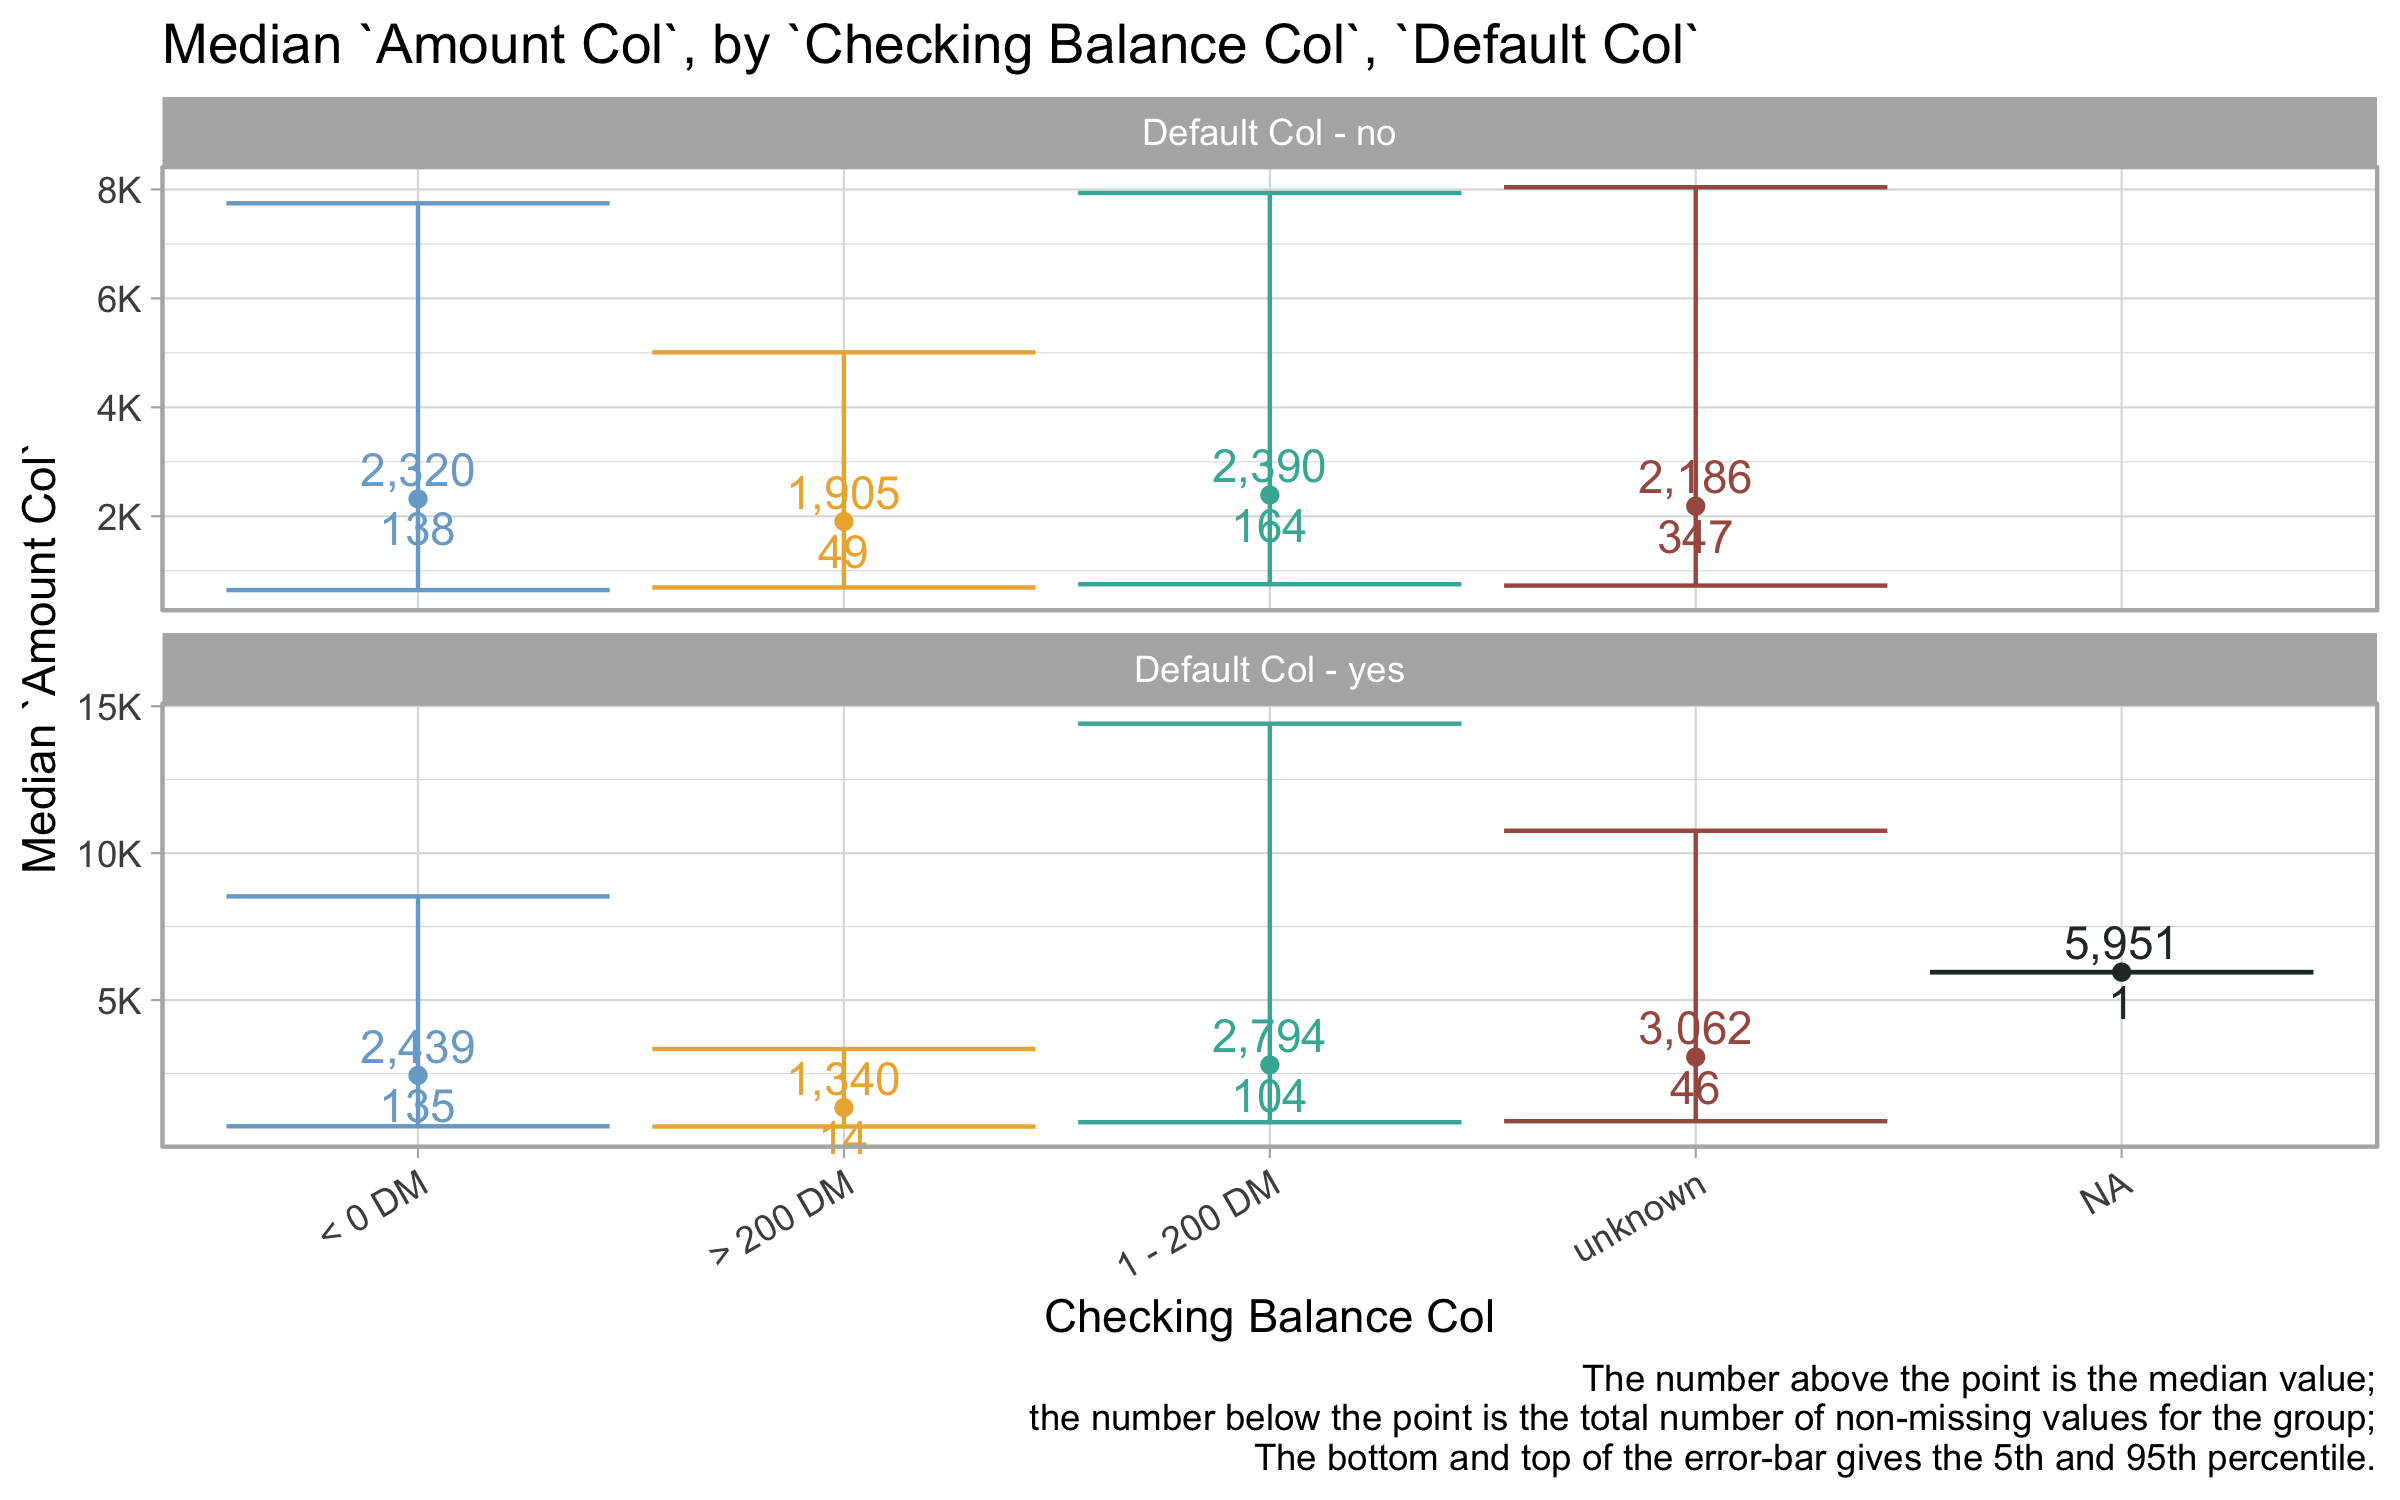 Median `Amount Col`, by `Checking Balance Col`, `Default Col`
Median `Amount Col`
Default Col - no
8K
6K
4K
2K
2,320
138
1,905
49
2,390
164
2,186
347
Default Col - yes
15K
10K
5K
2,439
135
1,340
14
2,794
104
3,062
46
5,951
1
< 0 DM
> 200 DM
1 - 200 DM
unknown
NA
Checking Balance Col
The number above the point is the median value;
the number below the point is the total number of non-missing values for the group;
The bottom and top of the error-bar gives the 5th and 95th percentile.